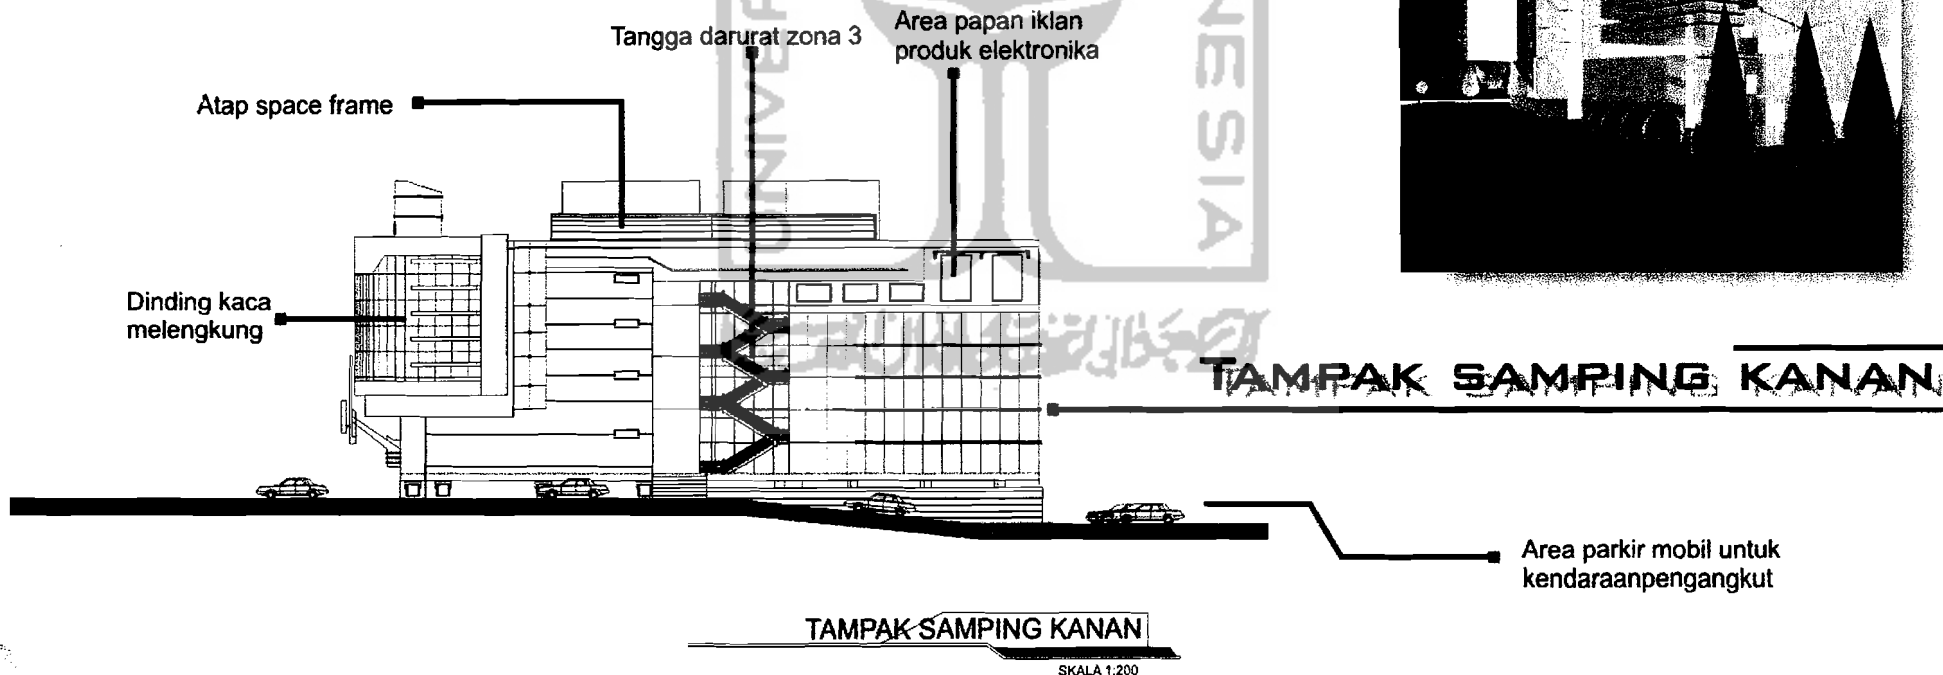 Tangga darurat zona 3
Area papan iklan
produk elektronika
Atap space frame
Dinding kaca
melengkung
TAMPAK SAMPING KANAN
Area parkir mobil untuk
kendaraanpengangkut
TAMPAK SAMPING KANAN
SKALA 1:200
NESIA